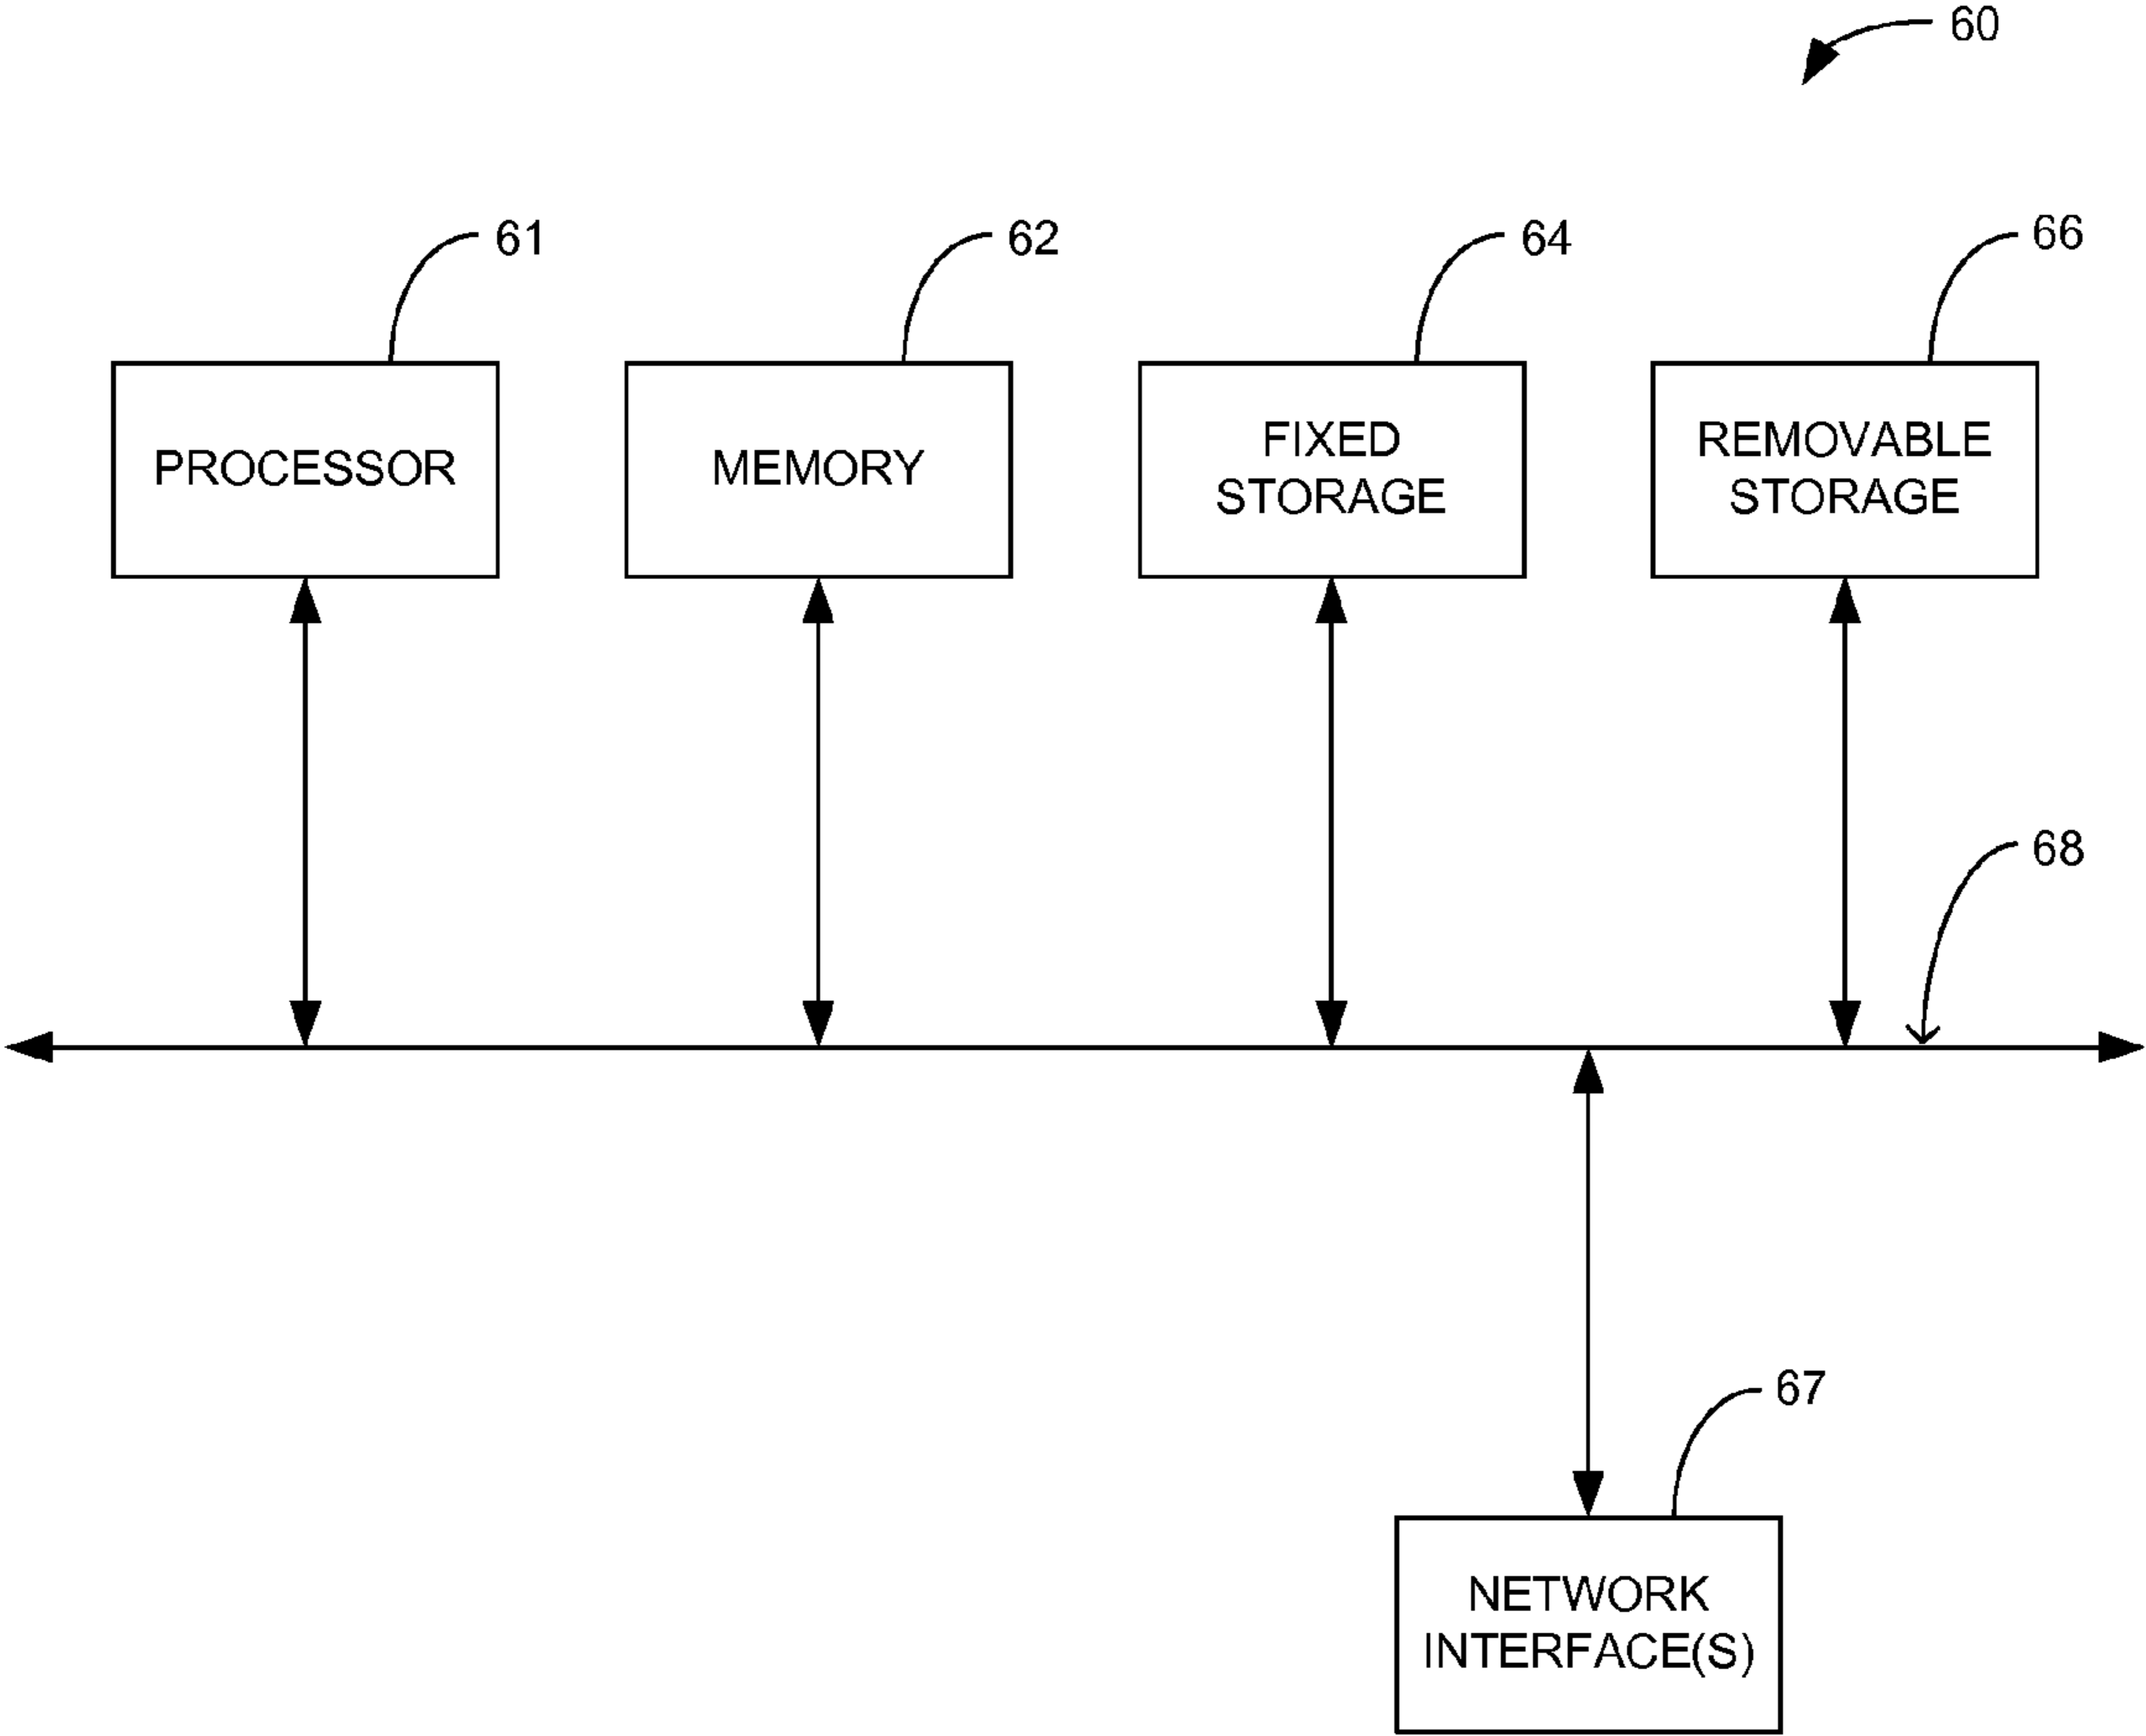 60
61
62
64
66
PROCESSOR
MEMORY
FIXED
STORAGE
REMOVABLE
STORAGE
68
67
NETWORK
INTERFACE(S)